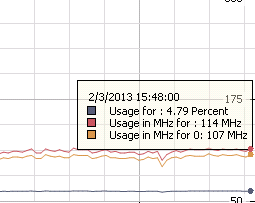 2/3/2013 15:48:00
Usage for : 4.79 Percent
Usage in MHz for : 114 MHz
Usage in MHz for 0: 107 MHz
175
50